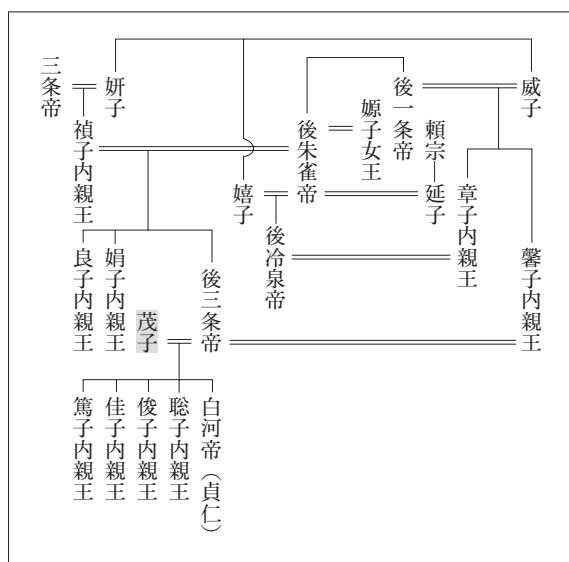 威子
妍子
三条帝
後一条帝
頼宗
延子
嫄子女王
後朱雀帝
禎子内親王
嬉子
章子内親王
馨子内親王
後冷泉帝
後三条帝
娟子内親王
良子内親王
茂子
白河帝（貞仁）
聡子内親王
俊子内親王
佳子内親王
篤子内親王